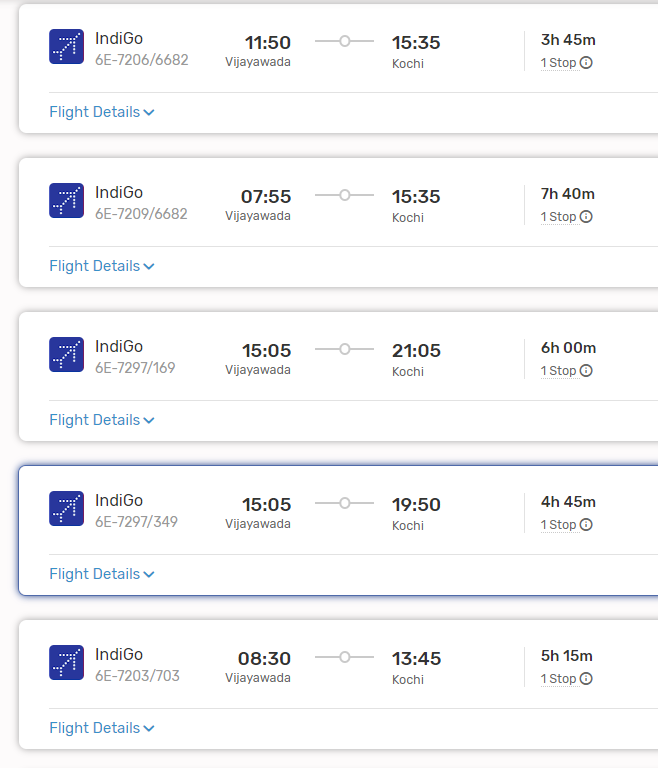 IndiGo 11:50 15:35 3h 45m
6E-7206/6682 Vijayawada Kochi 1 Stop
Flight Details
IndiGo 07:55 15:35 7h 40m
6E-7209/6682 Vijayawada Kochi 1 Stop
Flight Details
IndiGo 15:05 21:05 6h 00m
6E-7297/169 Vijayawada Kochi 1 Stop
Flight Details
IndiGo 15:05 19:50 4h 45m
6E-7297/349 Vijayawada Kochi 1 Stop
Flight Details
IndiGo 08:30 13:45 5h 15m
6E-7203/703 Vijayawada Kochi 1 Stop
Flight Details